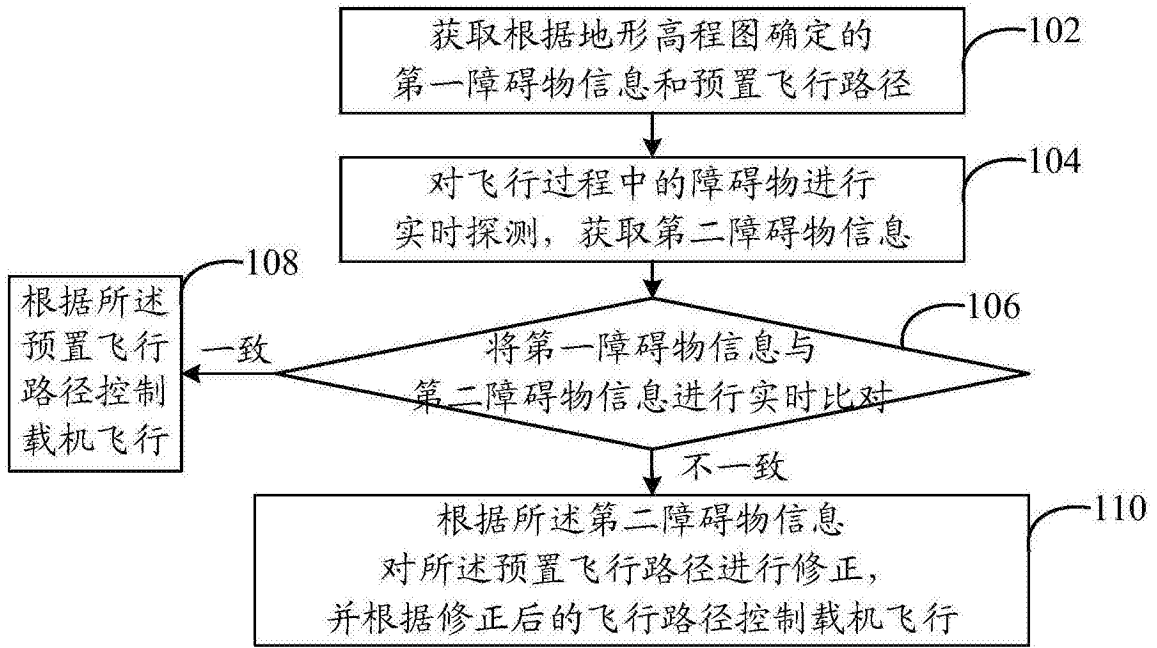 获取根据地形高程图确定的
第一障碍物信息和预置飞行路径
102
对飞行过程中的障碍物进行
实时探测，获取第二障碍物信息
104
将第一障碍物信息与
第二障碍物信息进行实时比对
106
一致
根据所述
预置飞行
路径控制
载机飞行
108
不一致
根据所述第二障碍物信息
对所述预置飞行路径进行修正，
并根据修正后的飞行路径控制载机飞行
110